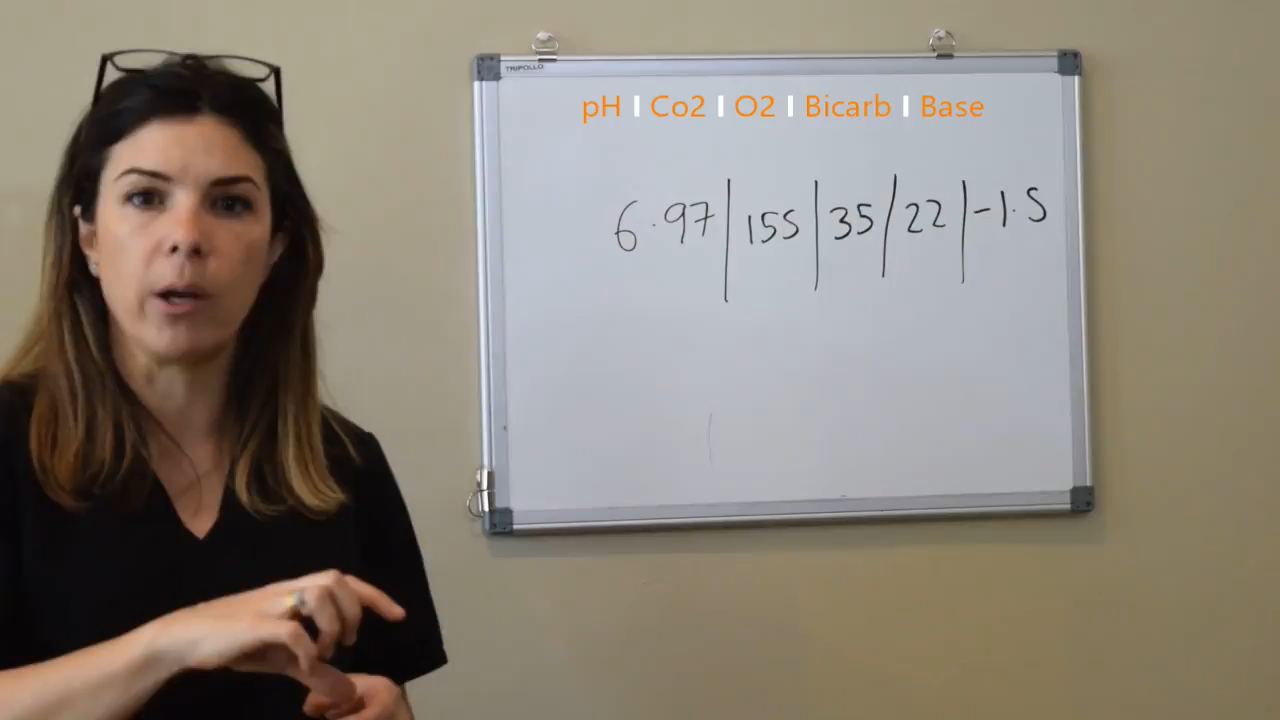 TRIPOLLO
pH | Co2 | O2 | Bicarb | Base
6.97 | 155 | 35 | 22 | -1.5